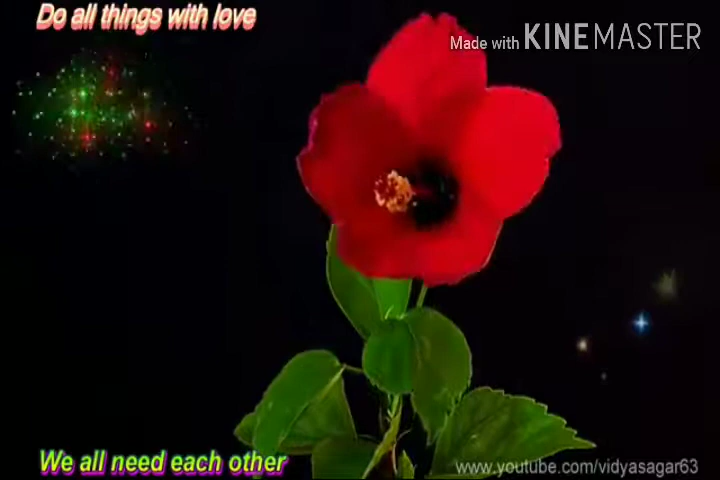 Do all things with love
Made with KINEMASTER
We all need each other
www.youtube.com/vidyasagar63